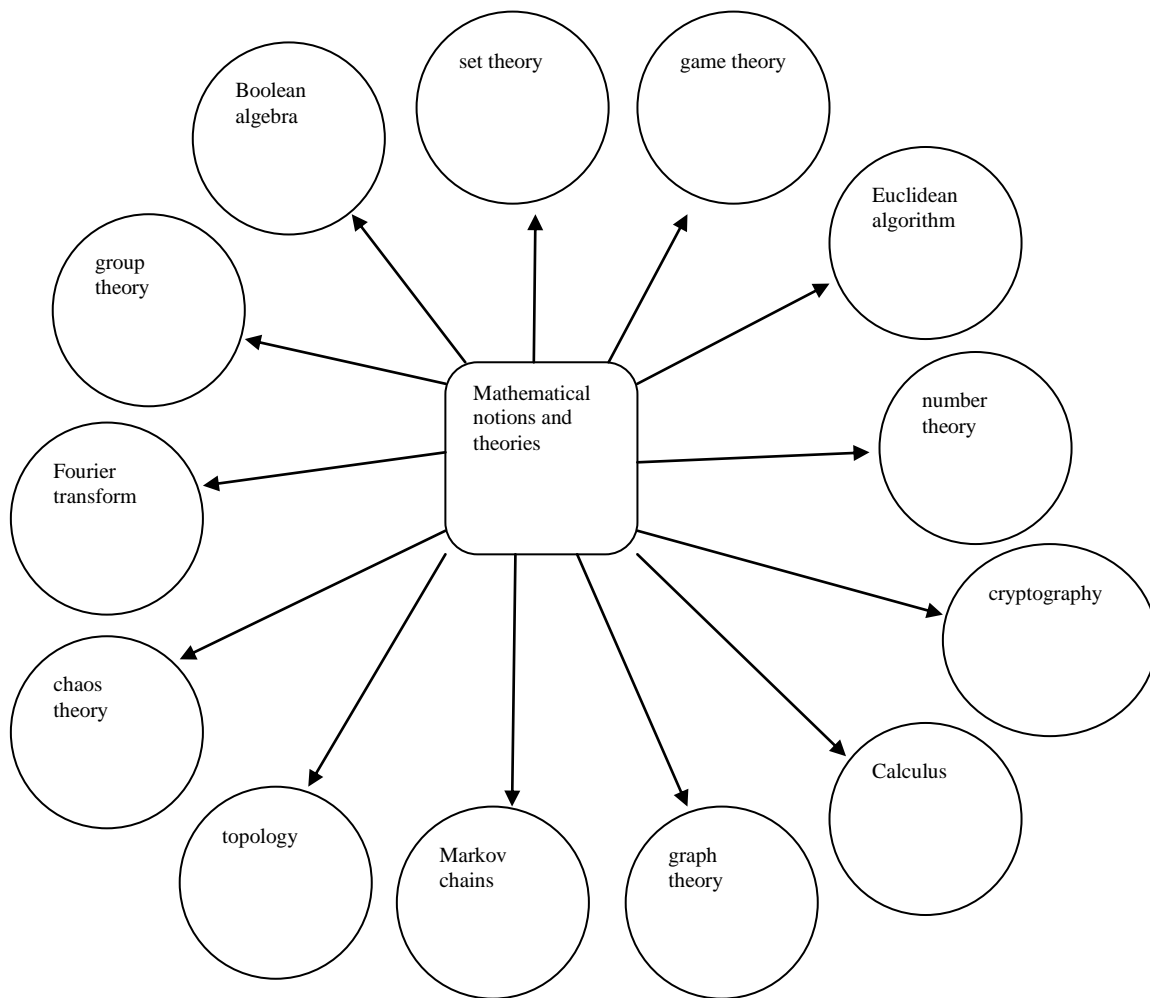 set theory
game theory
Boolean
algebra
Euclidean
algorithm
group
theory
Mathematical
notions and
theories
number
theory
Fourier
transform
cryptography
chaos
theory
Calculus
topology
Markov
chains
graph
theory